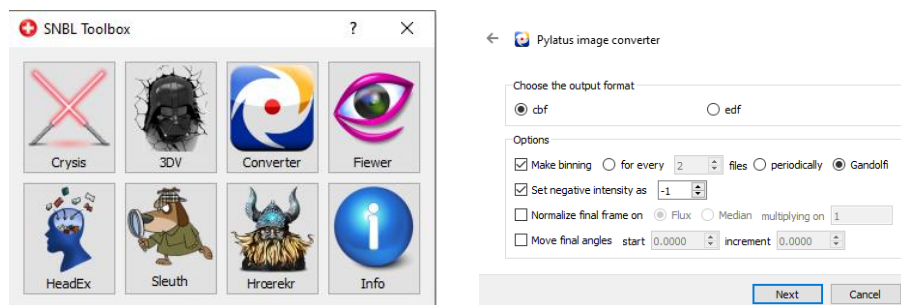 SNBL Toolbox ?
Crysis 3DV Converter Fiewer
HeadEx Sleuth Hrœrekr Info
Pylatus image converter
Choose the output format
cbf edf
Options
Make binning for every 2 files periodically Gandolfi
Set negative intensity as -1
Normalize final frame on Flux Median multiplying on 1
Move final angles start 0.0000 increment 0.0000
Next Cancel